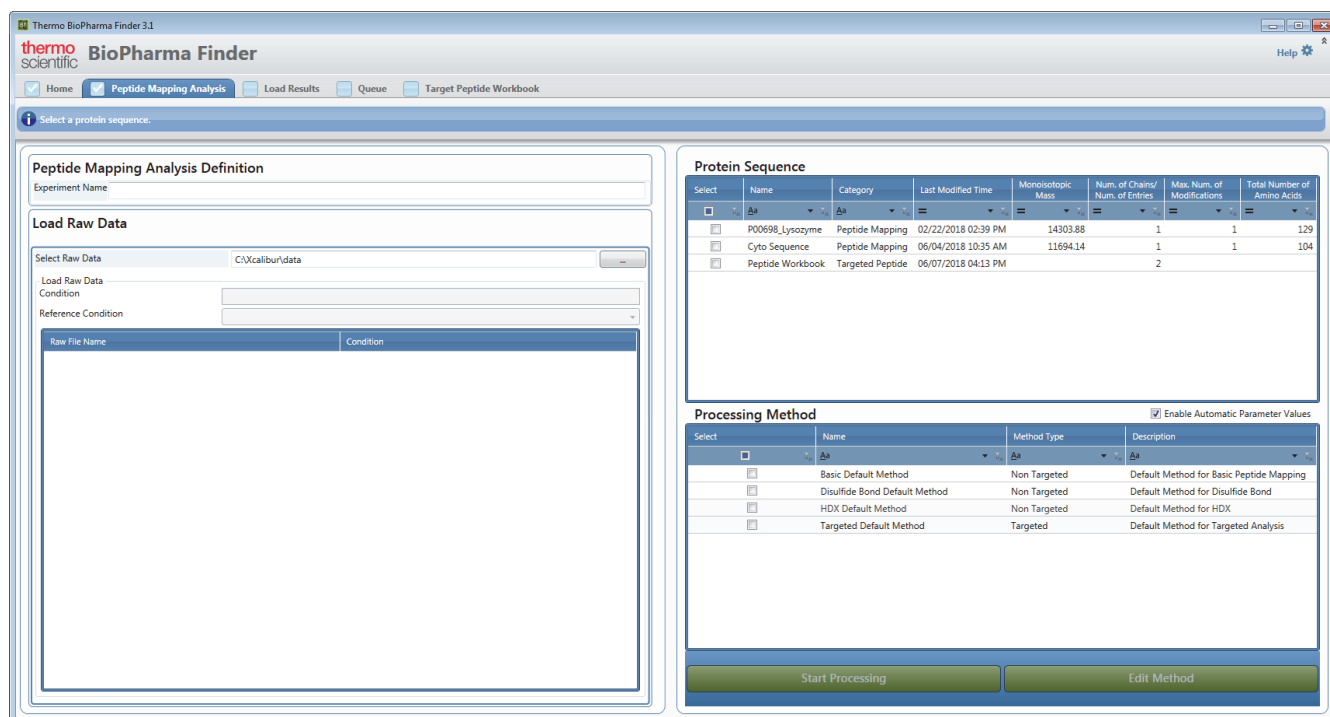 Thermo BioPharma Finder 3.1
thermo scientific BioPharma Finder
Help
Home Peptide Mapping Analysis Load Results Queue Target Peptide Workbook
Select a protein sequence.
Peptide Mapping Analysis Definition
Experiment Name
Load Raw Data
Select Raw Data C:\Xcalibur\data ...
Load Raw Data
Condition
Reference Condition
Raw File Name Condition
Protein Sequence
Select Name Category Last Modified Time Monoisotopic Mass Num. of Chains/ Num. of Entries Max. Num. of Modifications Total Number of Amino Acids
Aa Aa = = = = =
P00698_Lysozyme Peptide Mapping 02/22/2018 02:39 PM 14303.88 1 1 129
Cyto Sequence Peptide Mapping 06/04/2018 10:35 AM 11694.14 1 1 104
Peptide Workbook Targeted Peptide 06/07/2018 04:13 PM 2
Processing Method Enable Automatic Parameter Values
Select Name Method Type Description
Aa Aa Aa
Basic Default Method Non Targeted Default Method for Basic Peptide Mapping
Disulfide Bond Default Method Non Targeted Default Method for Disulfide Bond
HDX Default Method Non Targeted Default Method for HDX
Targeted Default Method Targeted Default Method for Targeted Analysis
Start Processing Edit Method